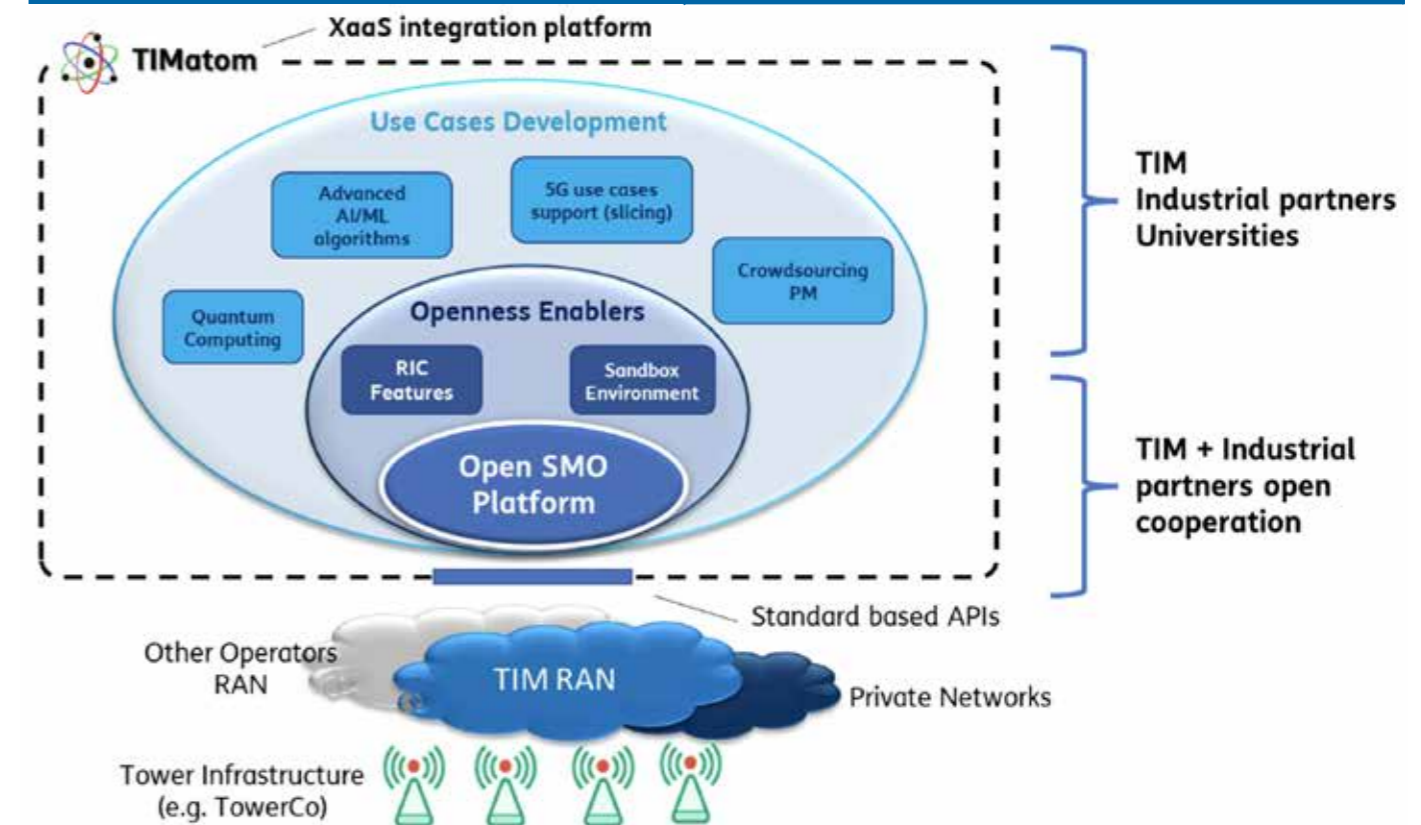 XaaS integration platform
TIMatom
Use Cases Development
Advanced
AI/ML
algorithms
5G use cases
support (slicing)
Crowdsourcing
PM
Quantum
Computing
Openness Enablers
RIC
Features
Sandbox
Environment
Open SMO
Platform
TIM
Industrial partners
Universities
TIM + Industrial
partners open
cooperation
Standard based APIs
Other Operators
RAN
TIM RAN
Private Networks
Tower Infrastructure
(e.g. TowerCo)